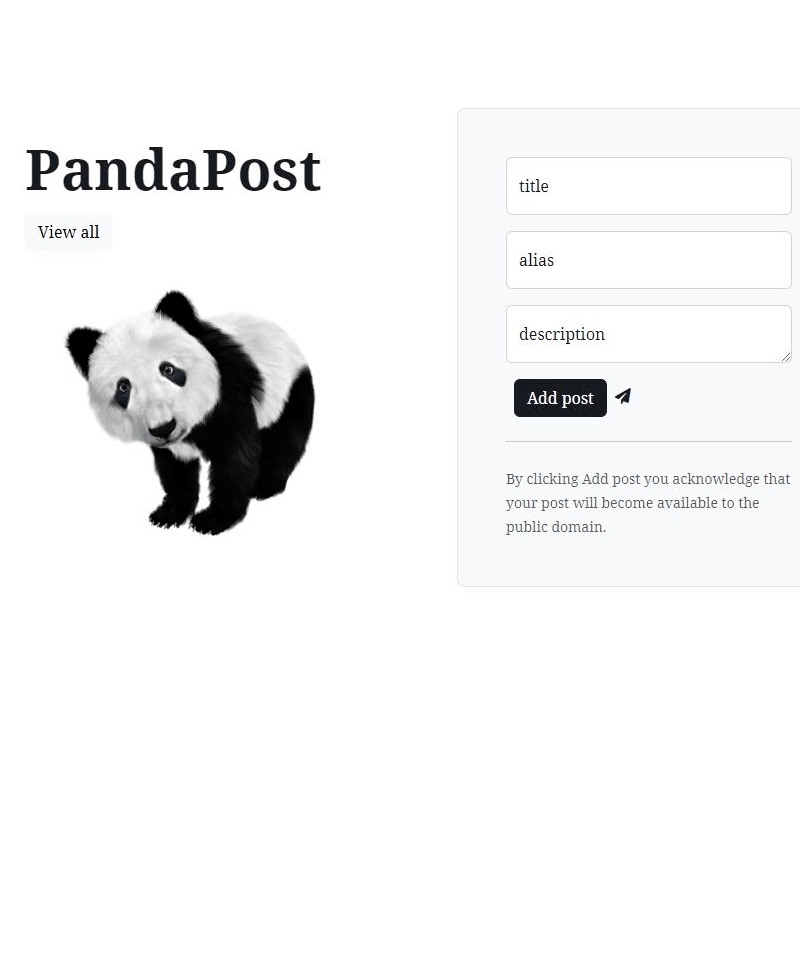 PandaPost
View all
title
alias
description
Add post
By clicking Add post you acknowledge that
your post will become available to the
public domain.